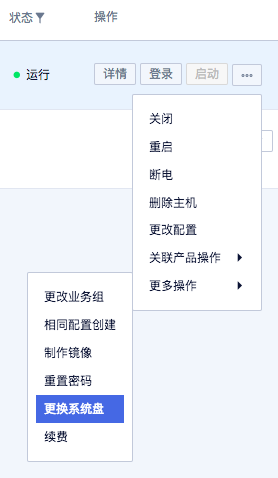 状态 操作
运行 详情 登录 启动 •••
关闭
重启
断电
删除主机
更改配置
关联产品操作
更多操作
更改业务组
相同配置创建
制作镜像
重置密码
更换系统盘
续费